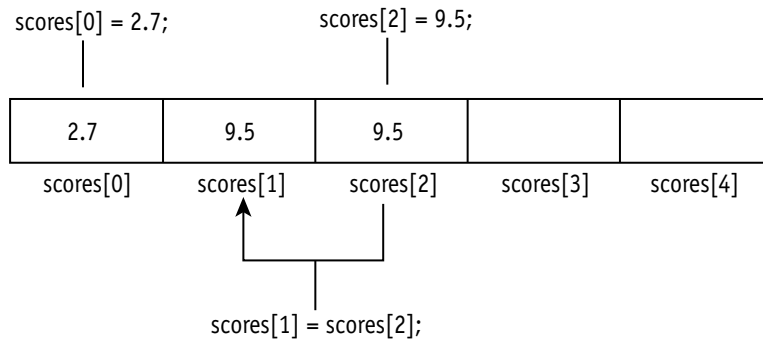 scores[0] = 2.7; scores[2] = 9.5;
2.7 9.5 9.5
scores[0] scores[1] scores[2] scores[3] scores[4]
scores[1] = scores[2];